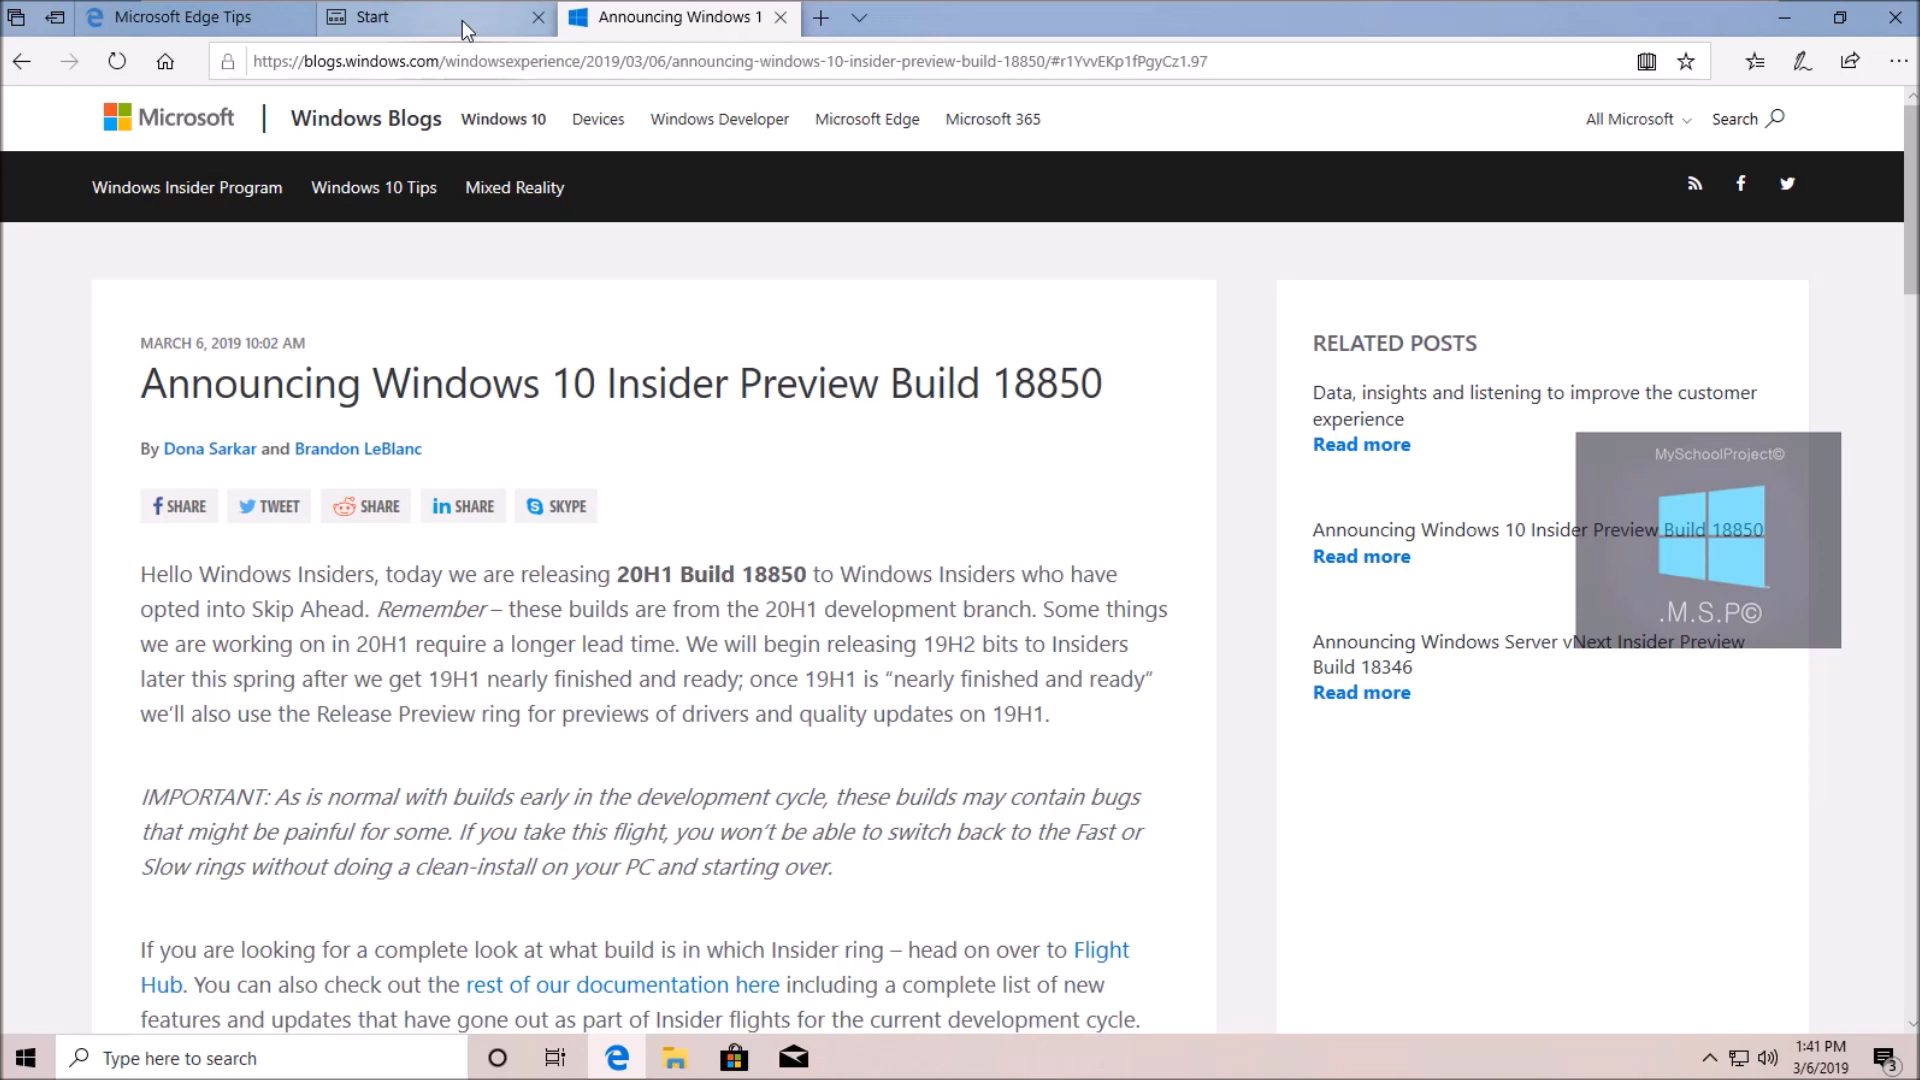 Microsoft Edge Tips
Start
Announcing Windows 1
https://blogs.windows.com/windowsexperience/2019/03/06/announcing-windows-10-insider-preview-build-18850/#r1YvvEKp1fPgyCz1.97
Microsoft
Windows Blogs
Windows 10
Devices
Windows Developer
Microsoft Edge
Microsoft 365
All Microsoft
Search
Windows Insider Program
Windows 10 Tips
Mixed Reality
MARCH 6, 2019 10:02 AM
Announcing Windows 10 Insider Preview Build 18850
By Dona Sarkar and Brandon LeBlanc
SHARE
TWEET
SHARE
in SHARE
SKYPE
Hello Windows Insiders, today we are releasing 20H1 Build 18850 to Windows Insiders who have
opted into Skip Ahead. Remember – these builds are from the 20H1 development branch. Some things
we are working on in 20H1 require a longer lead time. We will begin releasing 19H2 bits to Insiders
later this spring after we get 19H1 nearly finished and ready; once 19H1 is “nearly finished and ready”
we’ll also use the Release Preview ring for previews of drivers and quality updates on 19H1.
IMPORTANT: As is normal with builds early in the development cycle, these builds may contain bugs
that might be painful for some. If you take this flight, you won’t be able to switch back to the Fast or
Slow rings without doing a clean-install on your PC and starting over.
If you are looking for a complete look at what build is in which Insider ring – head on over to Flight
Hub. You can also check out the rest of our documentation here including a complete list of new
features and updates that have gone out as part of Insider flights for the current development cycle.
RELATED POSTS
Data, insights and listening to improve the customer
experience
Read more
Announcing Windows 10 Insider Preview Build 18850
Read more
Announcing Windows Server vNext Insider Preview
Build 18346
Read more
MySchoolProject©
.M.S.P©
Type here to search
1:41 PM
3/6/2019
3